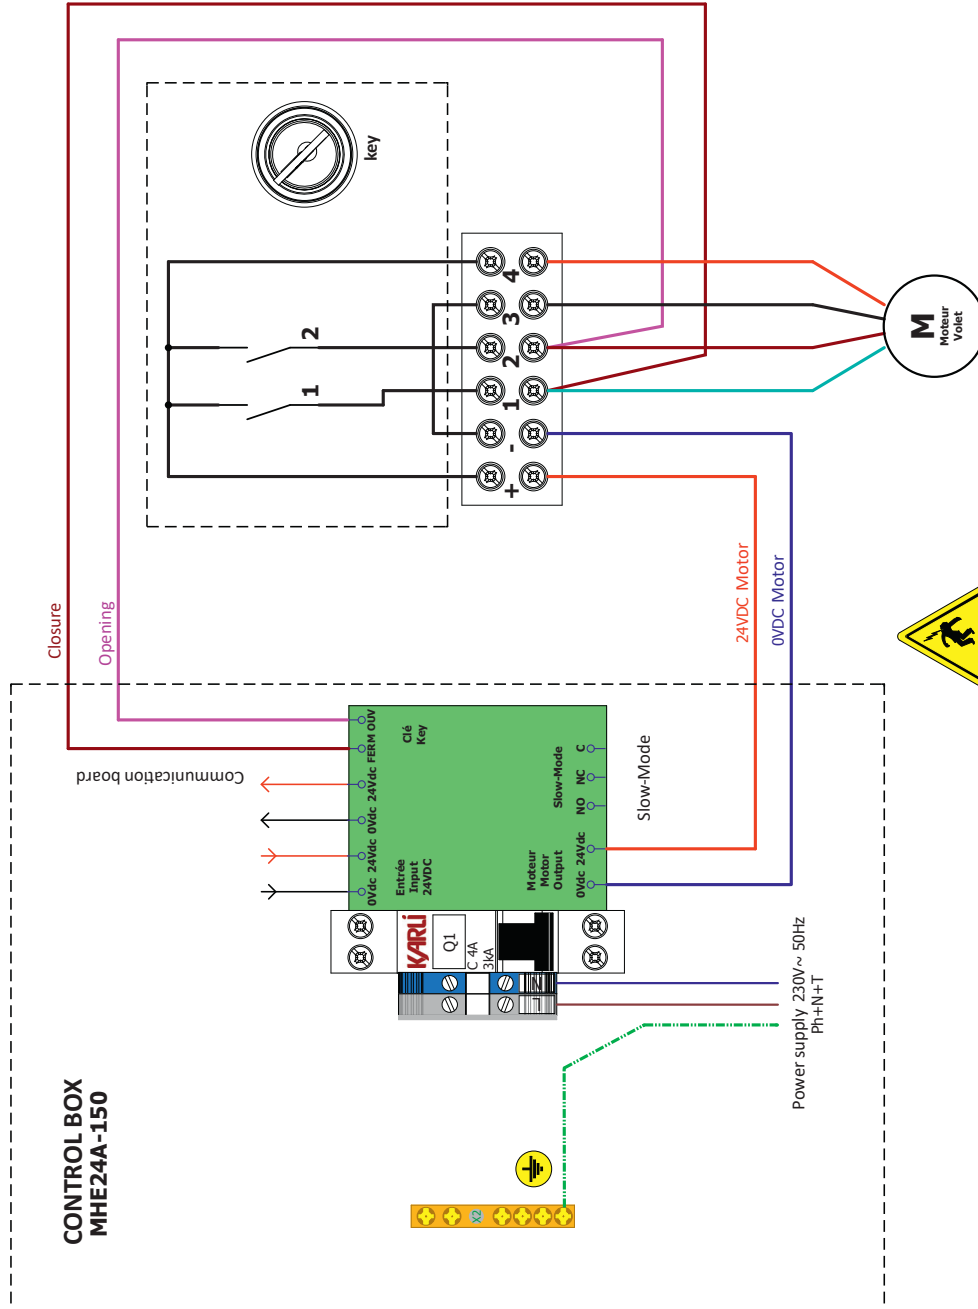 CONTROL BOX
MHE24A-150
Closure
Opening
key
1
2
+
-
1
2
3
4
M
Moteur
Volet
24VDC Motor
0VDC Motor
Communication board
0Vdc 24Vdc 0Vdc 24Vdc FERM OUV
Entrée
Input
24VDC
Clé
Key
Moteur
Motor
Output
Slow-Mode
0Vdc 24Vdc NO NC C
Slow-Mode
KARLi
Q1
C 4A
3kA
N
L
X2
Power supply 230V~ 50Hz
Ph+N+T